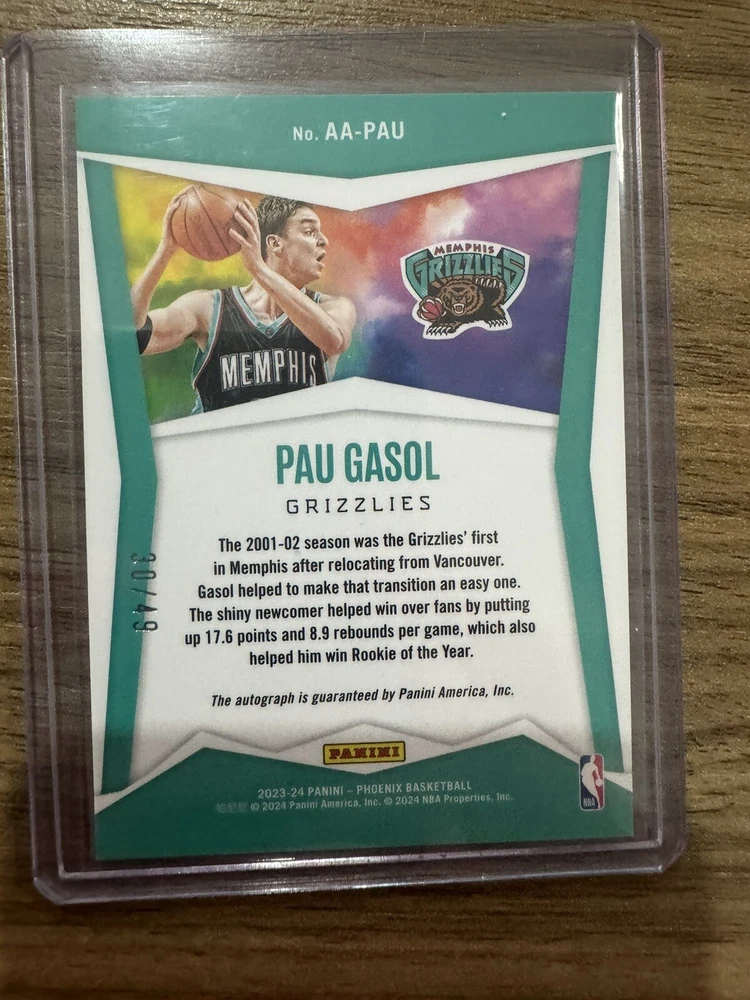 No. AA-PAU
MEMPHIS
GRIZZLIES
MEMPHIS
PAU GASOL
GRIZZLIES
The 2001-02 season was the Grizzlies' first
in Memphis after relocating from Vancouver.
Gasol helped to make that transition an easy one.
The shiny newcomer helped win over fans by putting
up 17.6 points and 8.9 rebounds per game, which also
helped him win Rookie of the Year.
30/49
The autograph is guaranteed by Panini America, Inc.
PANINI
2023-24 PANINI – PHOENIX BASKETBALL
© 2024 Panini America, Inc. © 2024 NBA Properties, Inc.
NBA